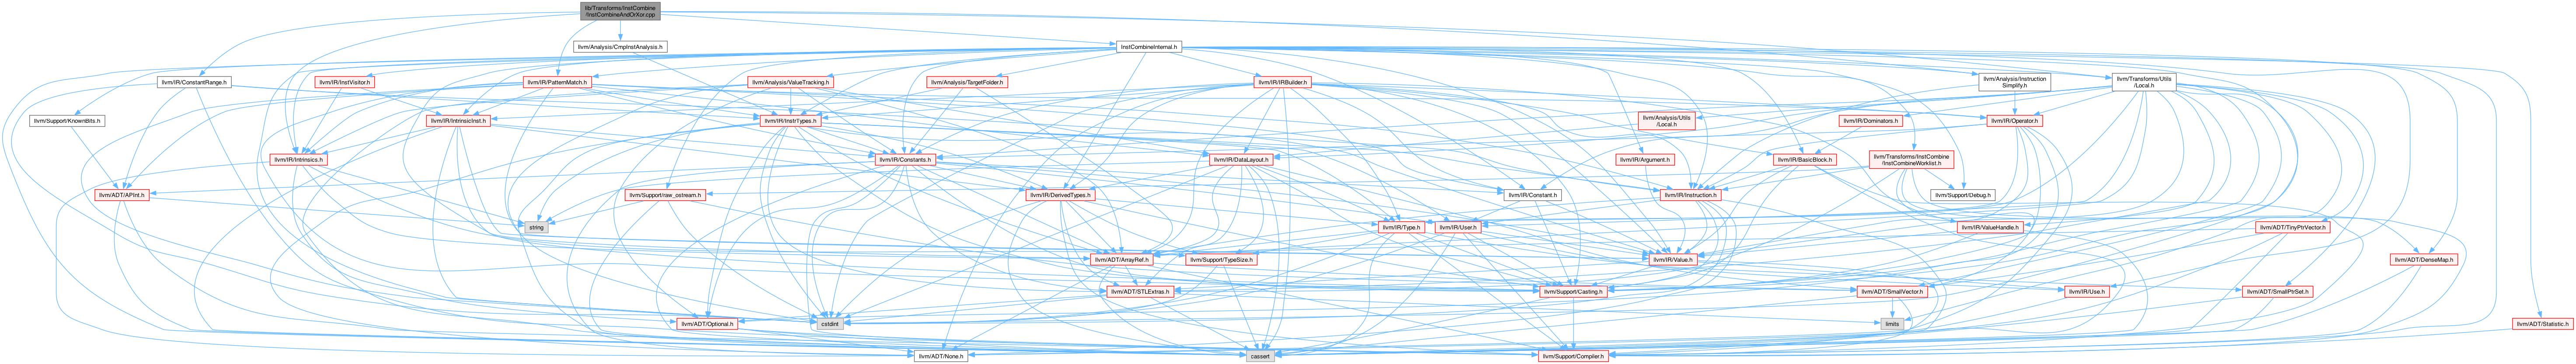 lib/Transforms/InstCombine
/InstCombineAndOrXor.cpp
llvm/Analysis/CmpInstAnalysis.h
InstCombineInternal.h
llvm/IR/ConstantRange.h
llvm/IR/InstVisitor.h
llvm/IR/PatternMatch.h
llvm/Analysis/ValueTracking.h
llvm/Analysis/TargetFolder.h
llvm/IR/IRBuilder.h
llvm/Analysis/Instruction
Simplify.h
llvm/Transforms/Utils
/Local.h
llvm/Support/KnownBits.h
llvm/IR/IntrinsicInst.h
llvm/IR/InstrTypes.h
llvm/Analysis/Utils
/Local.h
llvm/IR/Dominators.h
llvm/IR/Operator.h
llvm/IR/Intrinsics.h
llvm/IR/Constants.h
llvm/IR/DataLayout.h
llvm/IR/Argument.h
llvm/IR/BasicBlock.h
llvm/Transforms/InstCombine
/InstCombineWorklist.h
llvm/ADT/APInt.h
llvm/Support/raw_ostream.h
llvm/IR/DerivedTypes.h
llvm/IR/Constant.h
llvm/IR/Instruction.h
llvm/Support/Debug.h
string
llvm/IR/Type.h
llvm/IR/User.h
llvm/IR/ValueHandle.h
llvm/ADT/TinyPtrVector.h
llvm/ADT/ArrayRef.h
llvm/Support/TypeSize.h
llvm/IR/Value.h
llvm/ADT/DenseMap.h
llvm/ADT/STLExtras.h
llvm/Support/Casting.h
llvm/ADT/SmallVector.h
llvm/IR/Use.h
llvm/ADT/SmallPtrSet.h
llvm/ADT/Optional.h
cstdint
limits
llvm/ADT/Statistic.h
llvm/ADT/None.h
cassert
llvm/Support/Compiler.h